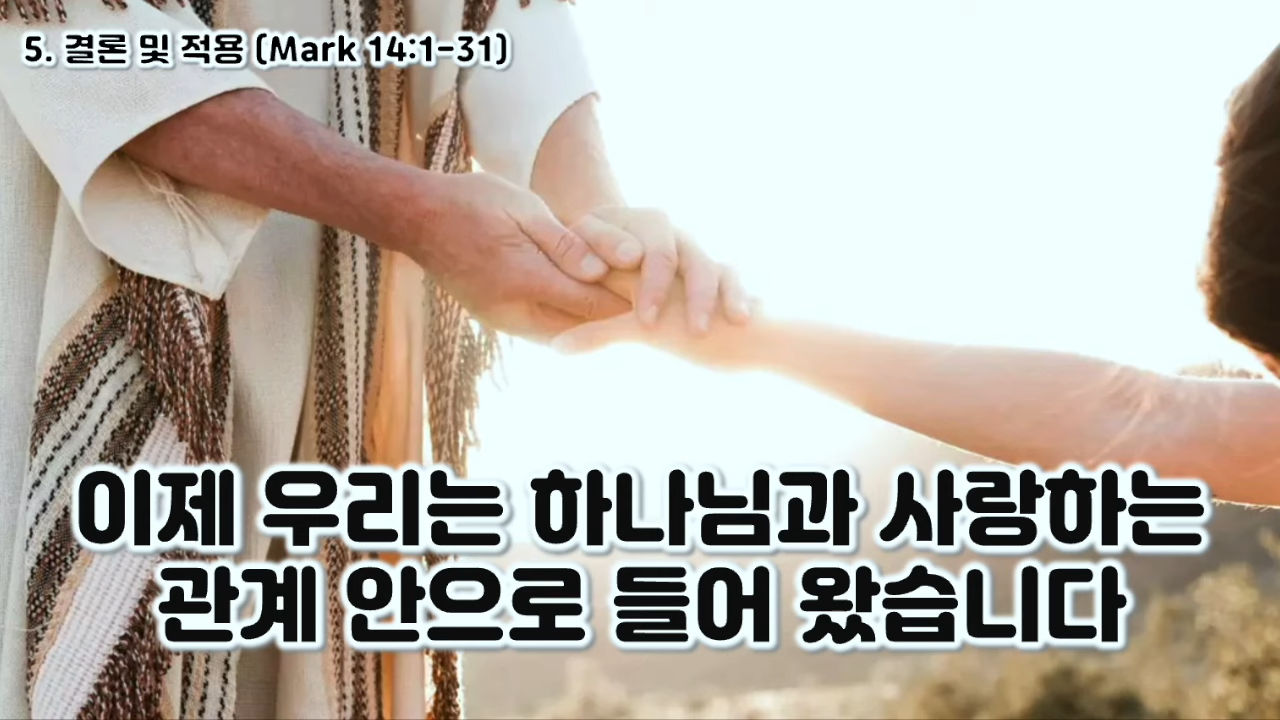 5. 결론 및 적용 (Mark 14:1-31)
이제 우리는 하나님과 사랑하는
관계 안으로 들어 왔습니다